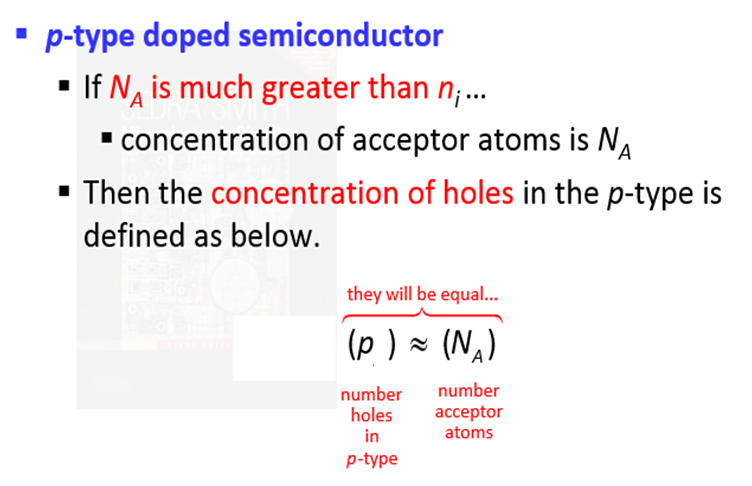 p-type doped semiconductor
If N_A is much greater than n_i ...
concentration of acceptor atoms is N_A
Then the concentration of holes in the p-type is
defined as below.
they will be equal...
(p ) ≈ (N_A)
number
holes
in
p-type
number
acceptor
atoms
SEDRA SMITH